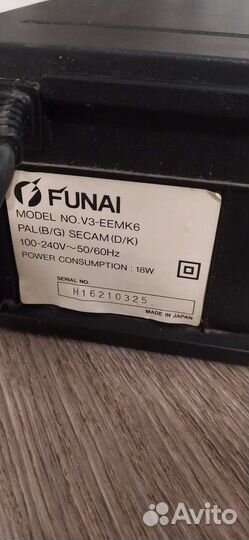 FUNAI
MODEL NO.V3-EEMK6
PAL(B/G) SECAM(D/K)
100-240V~50/60Hz
POWER CONSUMPTION : 18W
SERIAL NO.
H16210325
MADE IN JAPAN
Avito